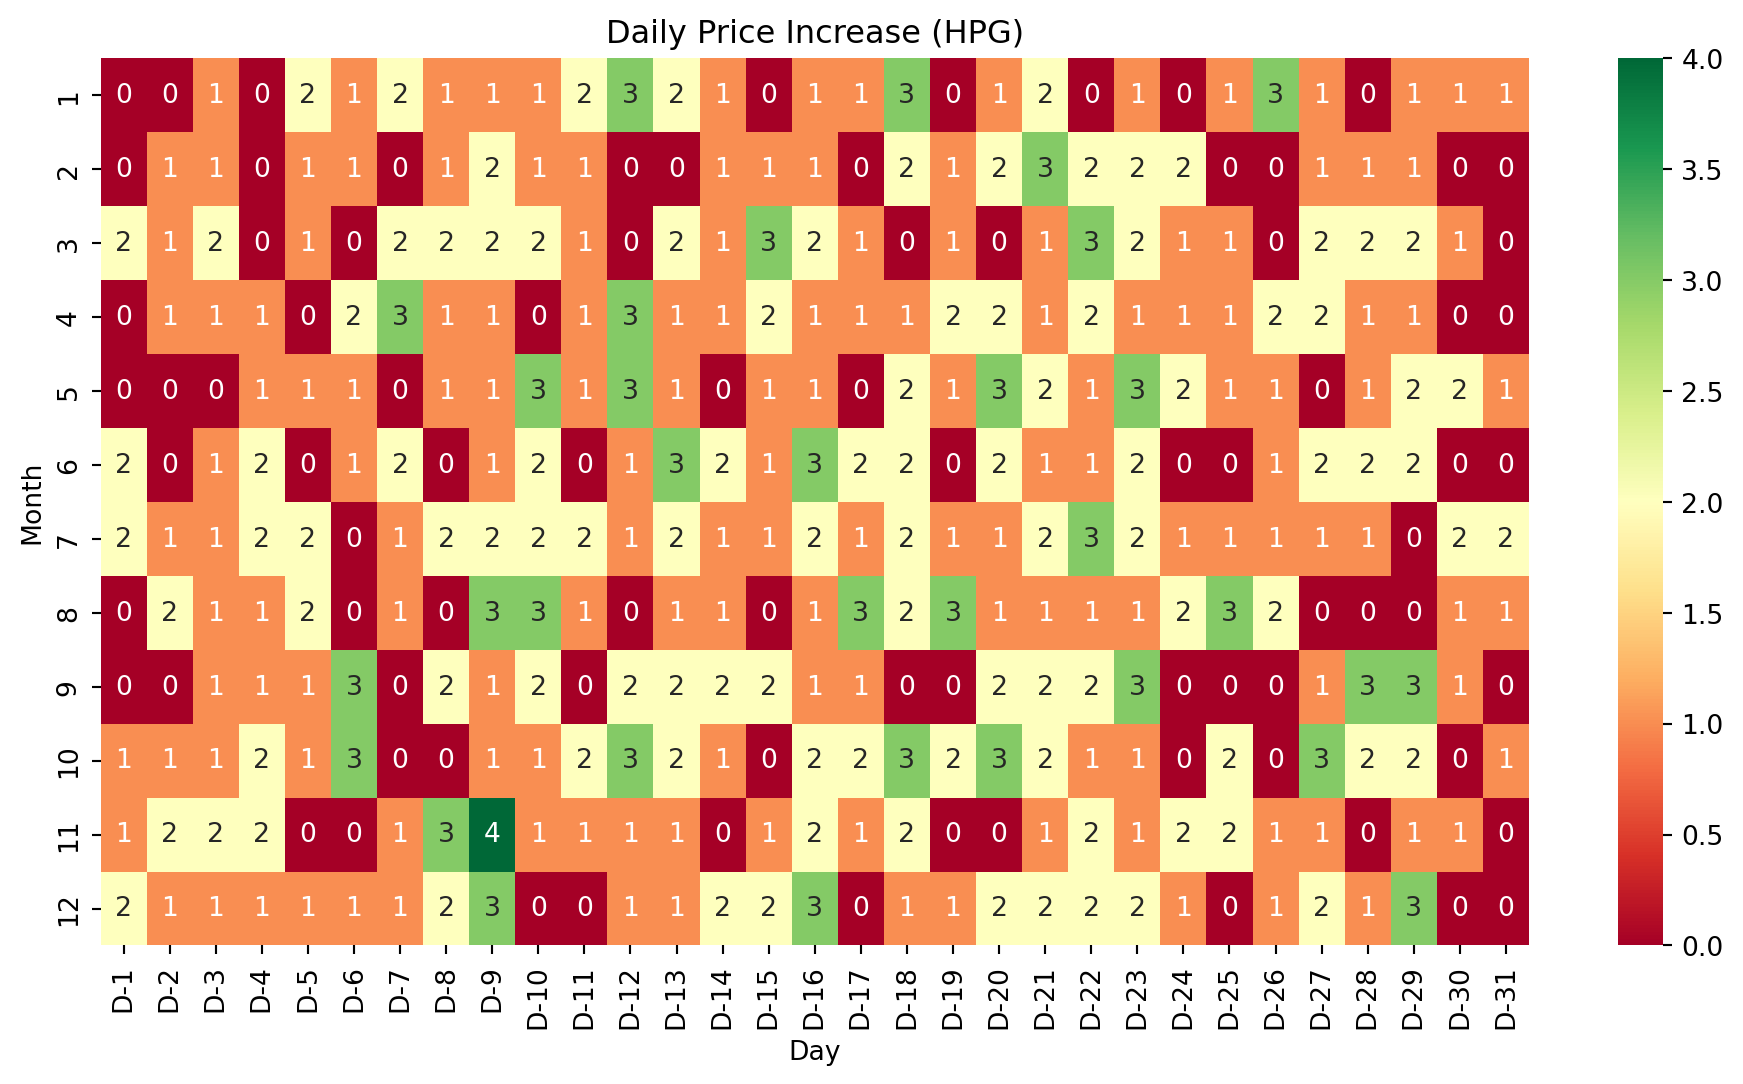 Daily Price Increase (HPG)
1 0 0 1 0 2 1 2 1 1 1 2 3 2 1 0 1 1 3 0 1 2 0 1 0 1 3 1 0 1 1 1
2 0 1 1 0 1 1 0 1 2 1 1 0 0 1 1 1 0 2 1 2 3 2 2 2 0 0 1 1 1 0 0
3 2 1 2 0 1 0 2 2 2 2 1 0 2 1 3 2 1 0 1 0 1 3 2 1 1 0 2 2 2 1 0
4 0 1 1 1 0 2 3 1 1 0 1 3 1 1 2 1 1 1 2 2 1 2 1 1 1 2 2 1 1 0 0
5 0 0 0 1 1 1 0 1 1 3 1 3 1 0 1 1 0 2 1 3 2 1 3 2 1 1 0 1 2 2 1
6 2 0 1 2 0 1 2 0 1 2 0 1 3 2 1 3 2 2 0 2 1 1 2 0 0 1 2 2 2 0 0
7 2 1 1 2 2 0 1 2 2 2 2 1 2 1 1 2 1 2 1 1 2 3 2 1 1 1 1 1 0 2 2
8 0 2 1 1 2 0 1 0 3 3 1 0 1 1 0 1 3 2 3 1 1 1 1 2 3 2 0 0 0 1 1
9 0 0 1 1 1 3 0 2 1 2 0 2 2 2 2 1 1 0 0 2 2 2 3 0 0 0 1 3 3 1 0
10 1 1 1 2 1 3 0 0 1 1 2 3 2 1 0 2 2 3 2 3 2 1 1 0 2 0 3 2 2 0 1
11 1 2 2 2 0 0 1 3 4 1 1 1 1 0 1 2 1 2 0 0 1 2 1 2 2 1 1 0 1 1 0
12 2 1 1 1 1 1 1 2 3 0 0 1 1 2 2 3 0 1 1 2 2 2 2 1 0 1 2 1 3 0 0
Month
D-1 D-2 D-3 D-4 D-5 D-6 D-7 D-8 D-9 D-10 D-11 D-12 D-13 D-14 D-15 D-16 D-17 D-18 D-19 D-20 D-21 D-22 D-23 D-24 D-25 D-26 D-27 D-28 D-29 D-30 D-31
Day
4.0
3.5
3.0
2.5
2.0
1.5
1.0
0.5
0.0